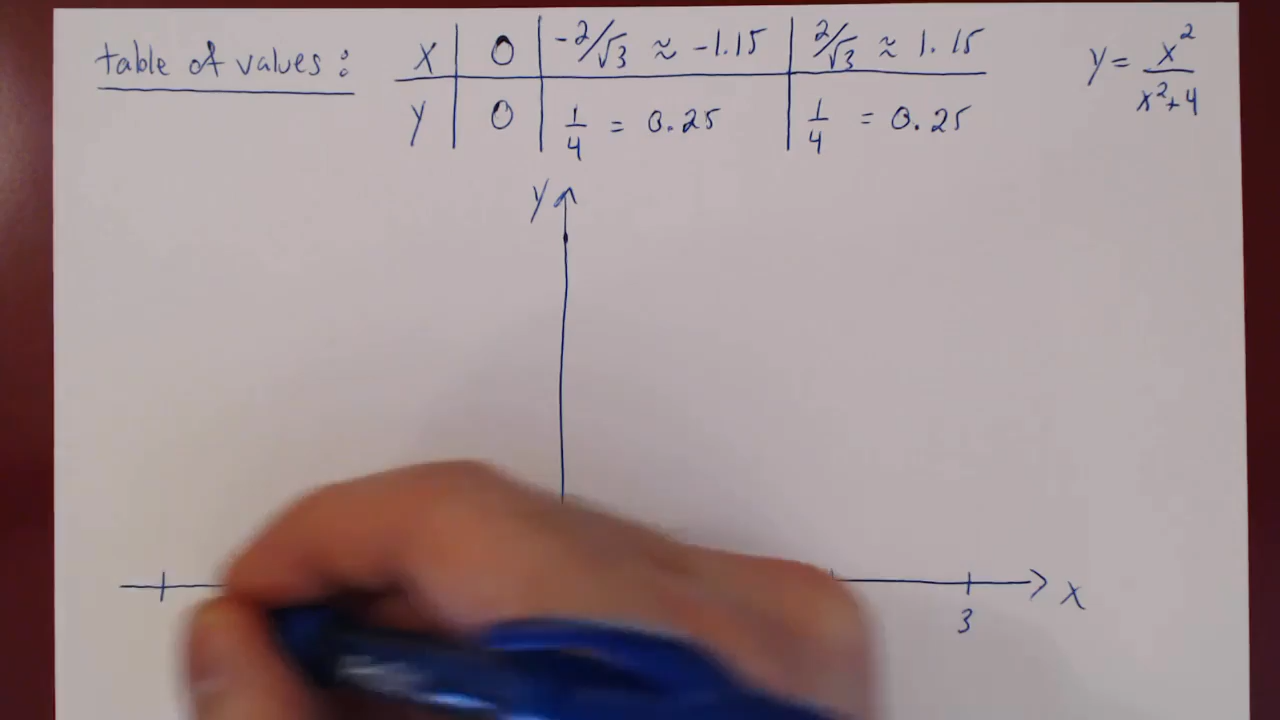 table of values: X 0 -2/√3 ≈ -1.15 2/√3 ≈ 1.15
Y 0 1/4 = 0.25 1/4 = 0.25
y = x²/(x²+4)
y
x
3